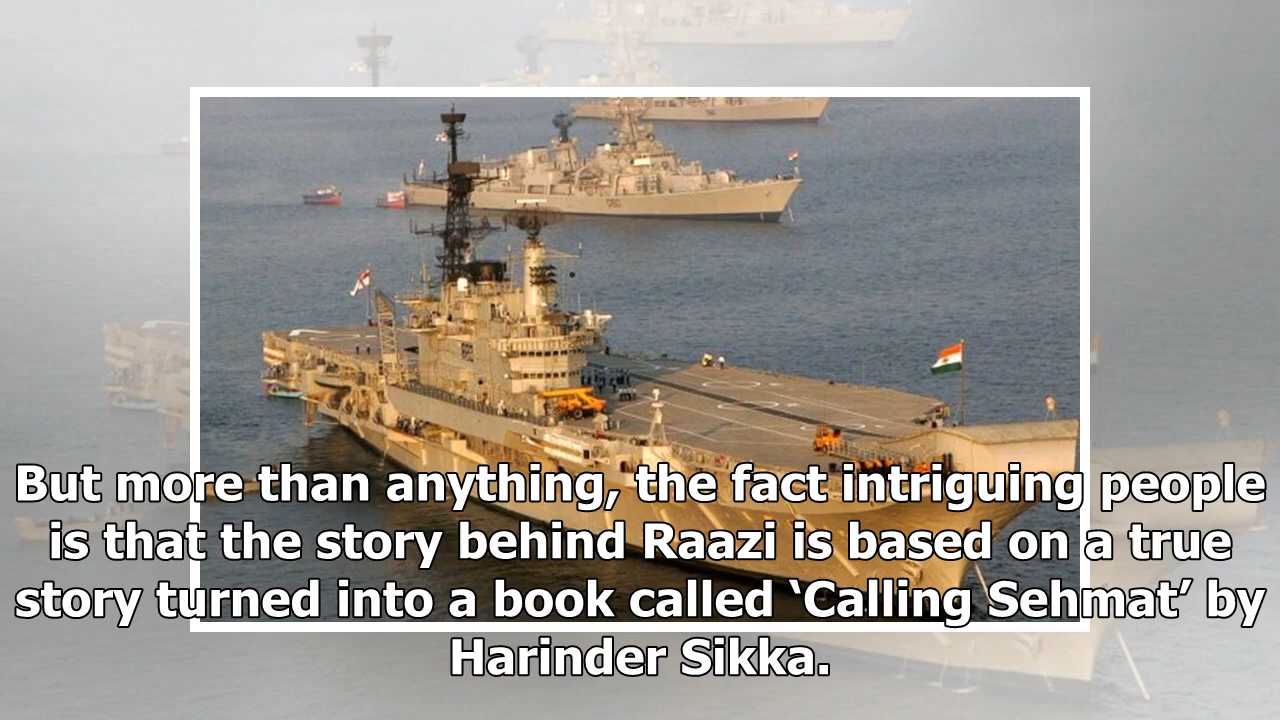 But more than anything, the fact intriguing people
is that the story behind Raazi is based on a true
story turned into a book called ‘Calling Sehmat’ by
Harinder Sikka.